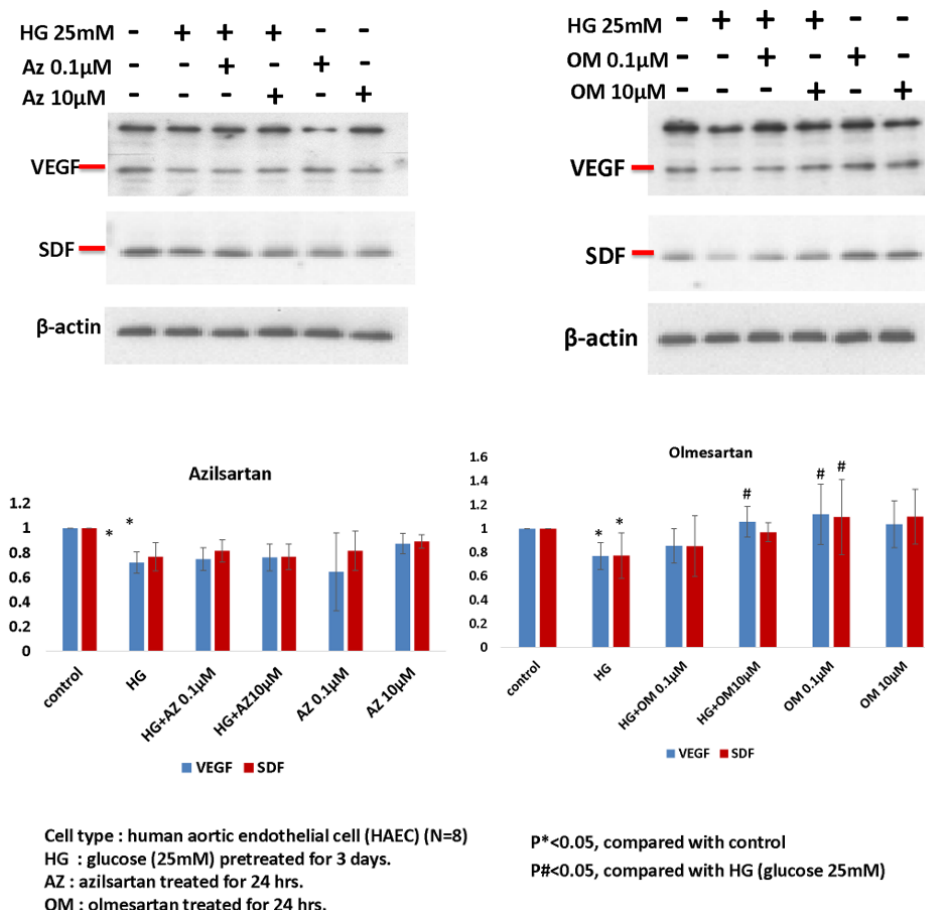 HG 25mM - + + + - -
Az 0.1µM - - + - + -
Az 10µM - - - + - +
VEGF
SDF
β-actin
HG 25mM - + + + - -
OM 0.1µM - - + - + -
OM 10µM - - - + - +
VEGF
SDF
β-actin
Azilsartan
1.2
1
0.8
0.6
0.4
0.2
0
* *
control
HG
HG+AZ 0.1µM
HG+AZ10µM
AZ 0.1µM
AZ 10µM
VEGF SDF
Olmesartan
1.6
1.4
1.2
1
0.8
0.6
0.4
0.2
0
* * # # #
control
HG
HG+OM 0.1µM
HG+OM10µM
OM 0.1µM
OM 10µM
VEGF SDF
Cell type : human aortic endothelial cell (HAEC) (N=8)
HG : glucose (25mM) pretreated for 3 days.
AZ : azilsartan treated for 24 hrs.
OM : olmesartan treated for 24 hrs.
P*<0.05, compared with control
P#<0.05, compared with HG (glucose 25mM)